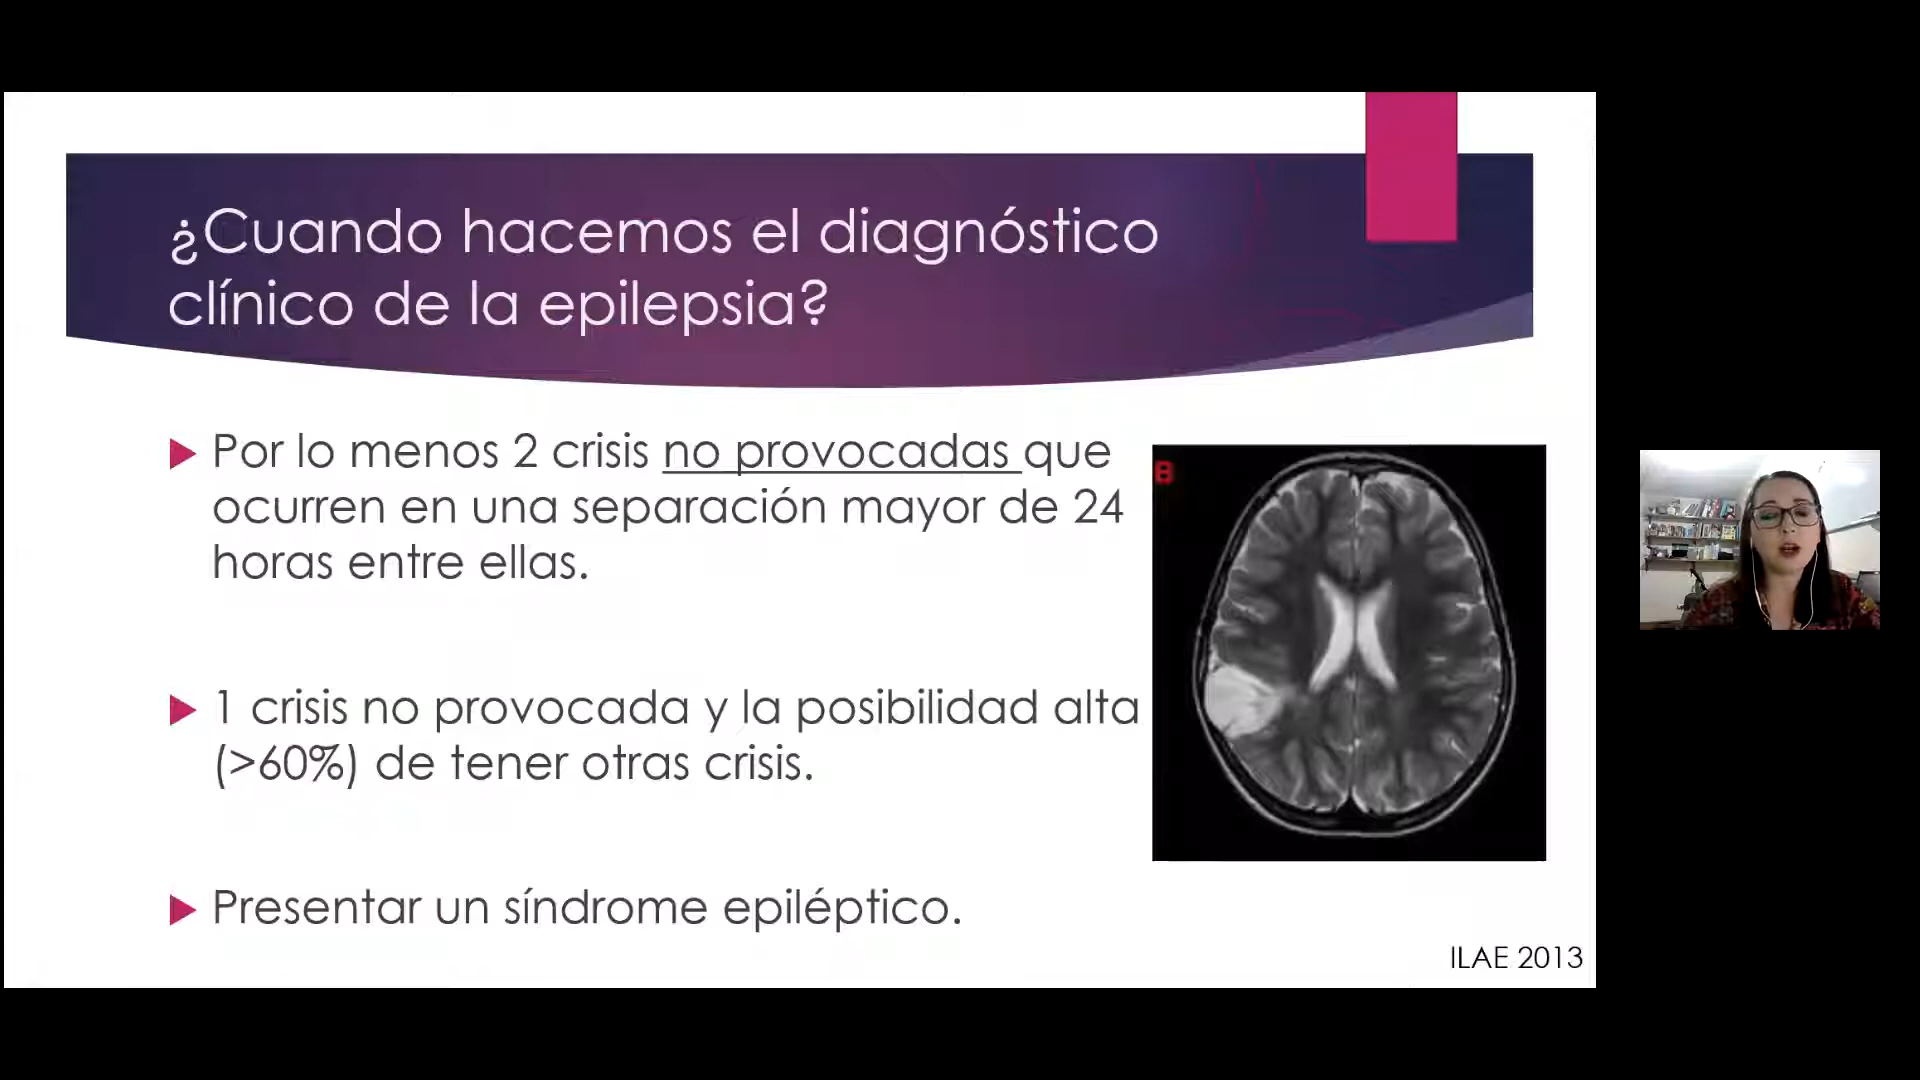 ¿Cuando hacemos el diagnóstico
clínico de la epilepsia?
Por lo menos 2 crisis no provocadas que
ocurren en una separación mayor de 24
horas entre ellas.
1 crisis no provocada y la posibilidad alta
(>60%) de tener otras crisis.
Presentar un síndrome epiléptico.
B
ILAE 2013